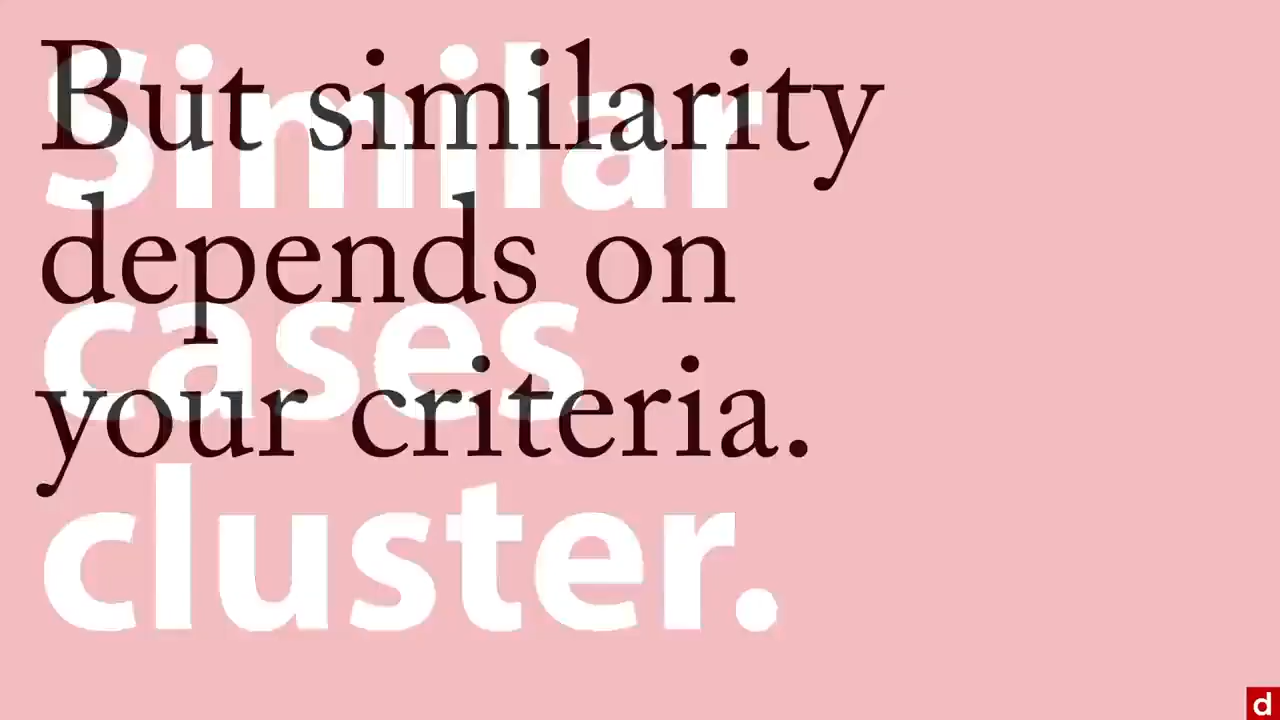 But similarity
depends on
your criteria.
Similar
cases
cluster.
d